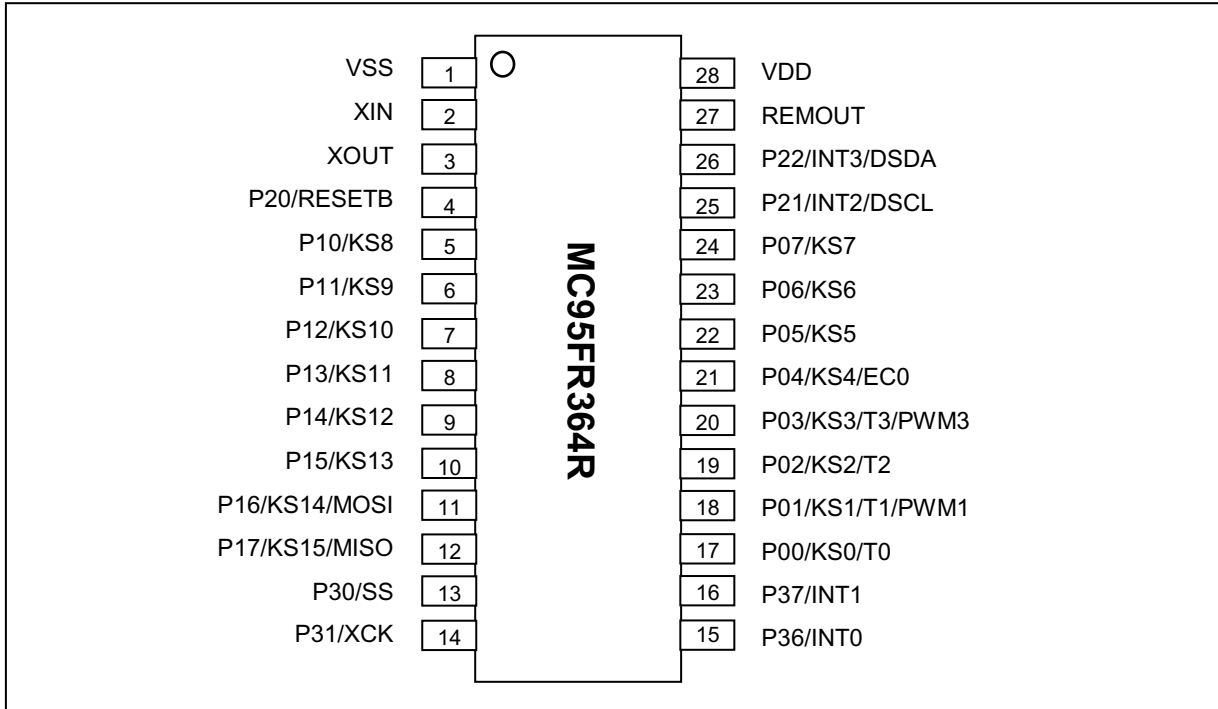 VSS 1 28 VDD
XIN 2 27 REMOUT
XOUT 3 26 P22/INT3/DSDA
P20/RESETB 4 25 P21/INT2/DSCL
P10/KS8 5 24 P07/KS7
P11/KS9 6 23 P06/KS6
P12/KS10 7 22 P05/KS5
P13/KS11 8 21 P04/KS4/EC0
P14/KS12 9 20 P03/KS3/T3/PWM3
P15/KS13 10 19 P02/KS2/T2
P16/KS14/MOSI 11 18 P01/KS1/T1/PWM1
P17/KS15/MISO 12 17 P00/KS0/T0
P30/SS 13 16 P37/INT1
P31/XCK 14 15 P36/INT0
MC95FR364R